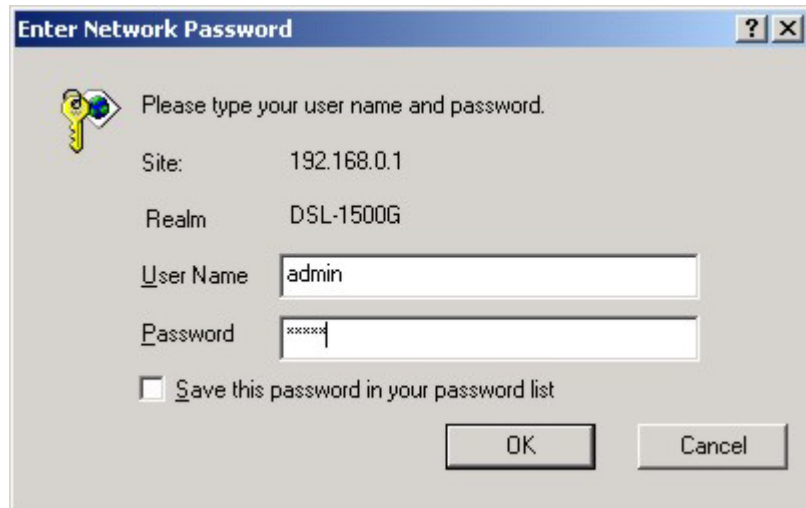 Enter Network Password
Please type your user name and password.
Site: 192.168.0.1
Realm DSL-1500G
User Name admin
Password xxxxx
Save this password in your password list
OK Cancel